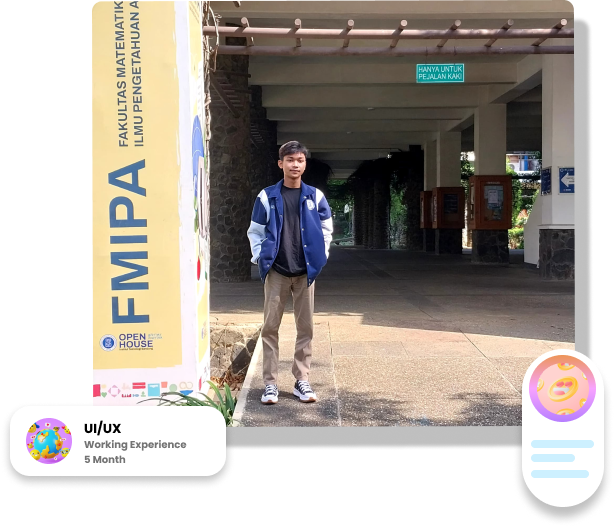 FAKULTAS MATEMATIK
ILMU PENGETAHUAN A
FMIPA
OPEN
HOUSE
HANYA UNTUK
PEJALAN KAKI
UI/UX
Working Experience
5 Month